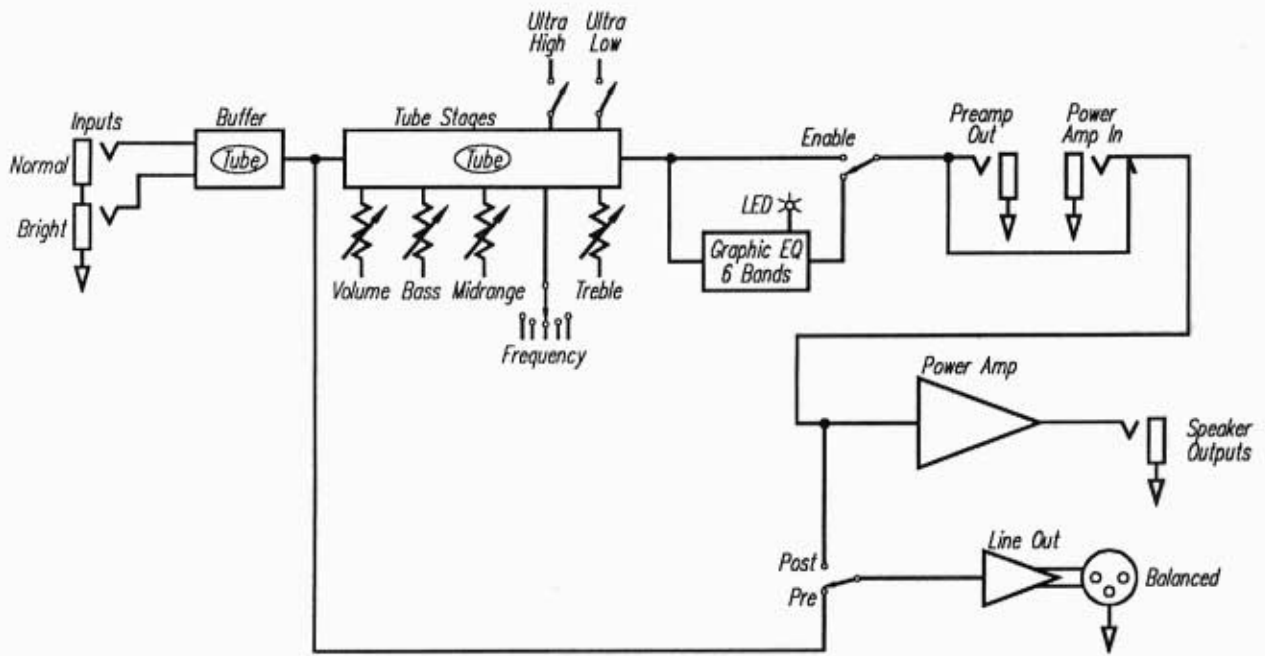 Ultra
High
Ultra
Low
Inputs
Normal
Bright
Buffer
Tube
Tube Stages
Tube
Volume
Bass
Midrange
Treble
Frequency
Enable
LED
Graphic EQ
6 Bands
Preamp
Out
Power
Amp In
Power Amp
Speaker
Outputs
Post
Pre
Line Out
Balanced